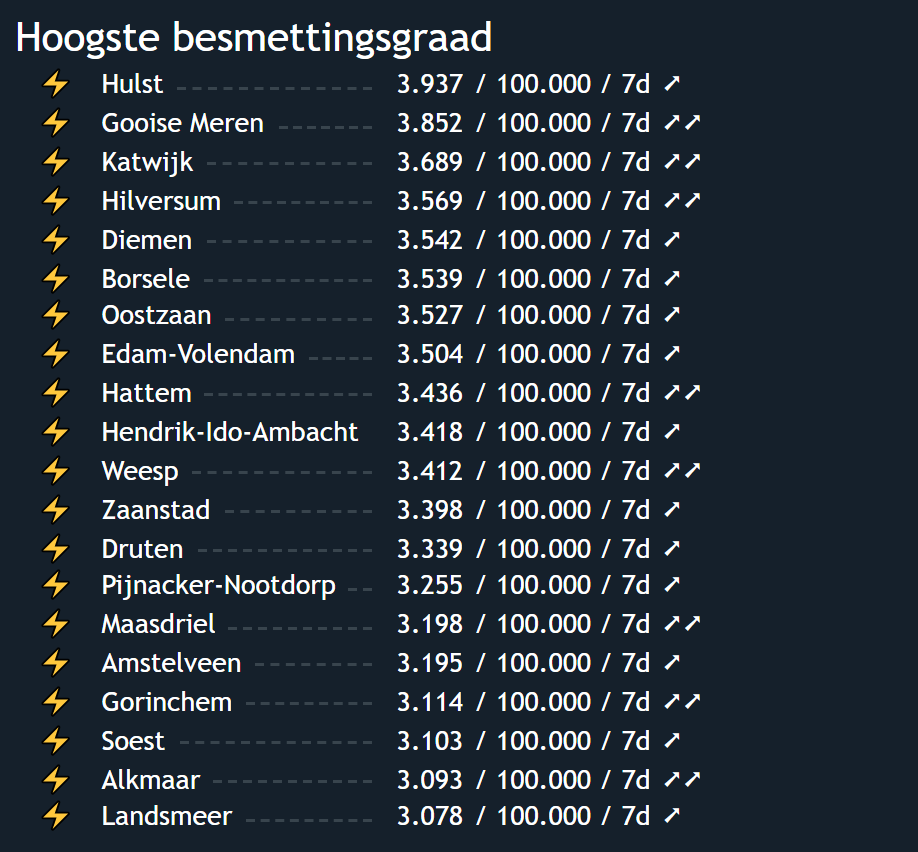 Hoogste besmettingsgraad
⚡ Hulst 3.937 / 100.000 / 7d ➚
⚡ Gooise Meren 3.852 / 100.000 / 7d ➚➚
⚡ Katwijk 3.689 / 100.000 / 7d ➚➚
⚡ Hilversum 3.569 / 100.000 / 7d ➚➚
⚡ Diemen 3.542 / 100.000 / 7d ➚
⚡ Borsele 3.539 / 100.000 / 7d ➚
⚡ Oostzaan 3.527 / 100.000 / 7d ➚
⚡ Edam-Volendam 3.504 / 100.000 / 7d ➚
⚡ Hattem 3.436 / 100.000 / 7d ➚➚
⚡ Hendrik-Ido-Ambacht 3.418 / 100.000 / 7d ➚
⚡ Weesp 3.412 / 100.000 / 7d ➚➚
⚡ Zaanstad 3.398 / 100.000 / 7d ➚
⚡ Druten 3.339 / 100.000 / 7d ➚
⚡ Pijnacker-Nootdorp 3.255 / 100.000 / 7d ➚
⚡ Maasdriel 3.198 / 100.000 / 7d ➚➚
⚡ Amstelveen 3.195 / 100.000 / 7d ➚
⚡ Gorinchem 3.114 / 100.000 / 7d ➚➚
⚡ Soest 3.103 / 100.000 / 7d ➚
⚡ Alkmaar 3.093 / 100.000 / 7d ➚➚
⚡ Landsmeer 3.078 / 100.000 / 7d ➚